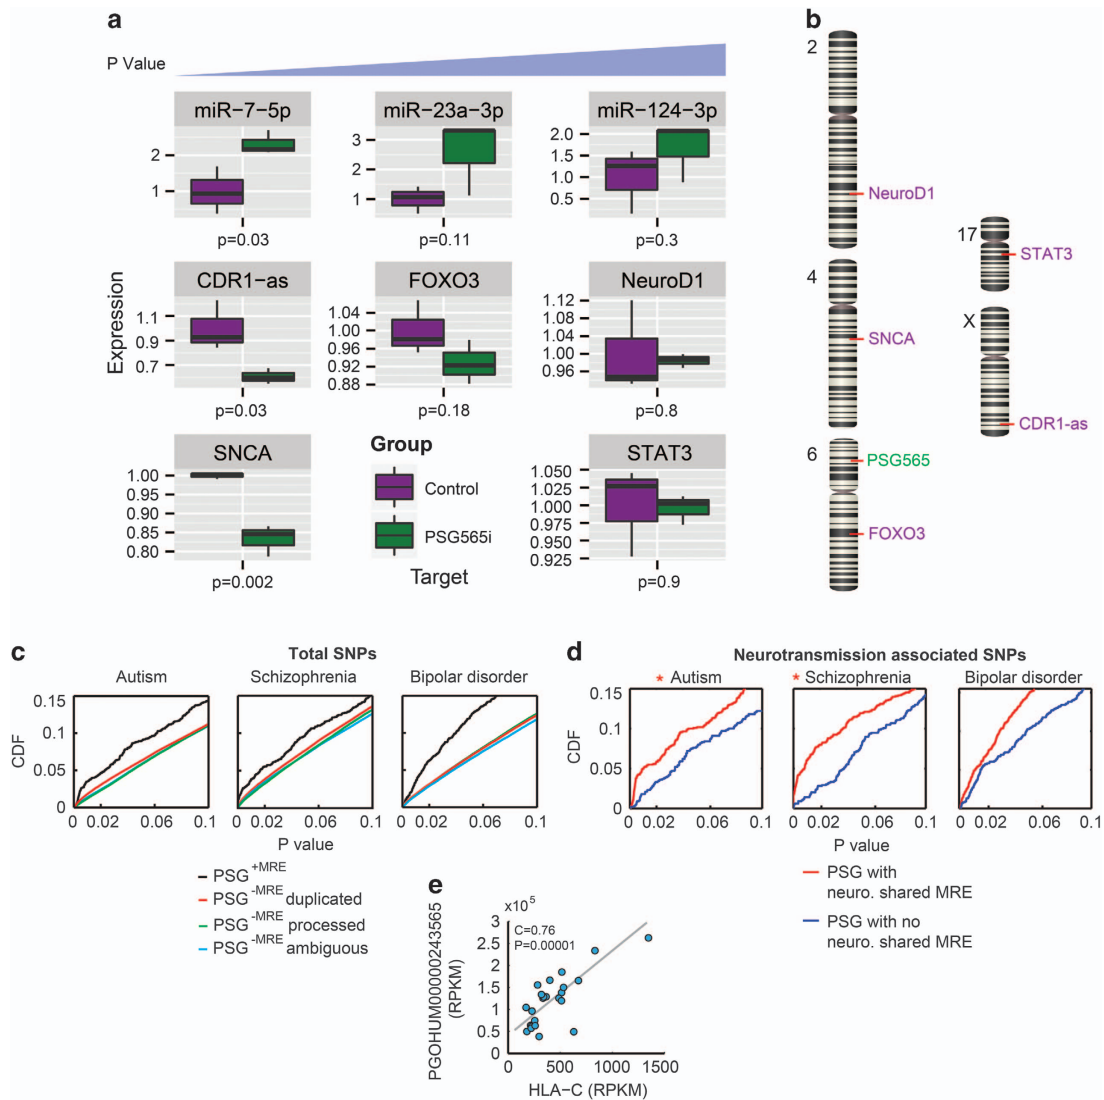 a
P Value
miR−7−5p
miR−23a−3p
miR−124−3p
2
1
3
2
1
2.0
1.5
1.0
0.5
p=0.03
p=0.11
p=0.3
Expression
CDR1−as
FOXO3
NeuroD1
1.1
0.9
0.7
1.04
1.00
0.96
0.92
0.88
1.12
1.08
1.04
1.00
0.96
p=0.03
p=0.18
p=0.8
SNCA
STAT3
1.00
0.95
0.90
0.85
0.80
Group
Control
PSG565i
1.050
1.025
1.000
0.975
0.950
0.925
Target
p=0.002
p=0.9
b
2
NeuroD1
17
STAT3
4
SNCA
X
CDR1-as
6
PSG565
FOXO3
c
Total SNPs
Autism
Schizophrenia
Bipolar disorder
CDF
0.15
0.1
0.05
0
0 0.02 0.06 0.1
0 0.02 0.06 0.1
0 0.02 0.06 0.1
P value
PSG +MRE
PSG -MRE duplicated
PSG -MRE processed
PSG -MRE ambiguous
d
Neurotransmission associated SNPs
* Autism
* Schizophrenia
Bipolar disorder
CDF
0.15
0.1
0.05
0
0 0.02 0.06 0.1
0 0.02 0.06 0.1
0 0.02 0.06 0.1
P value
PSG with
neuro. shared MRE
PSG with no
neuro. shared MRE
e
x10 5
C=0.76
P=0.00001
PGOHUM00000243565
(RPKM)
3
2.5
2
1.5
1
0.5
0
0 500 1000 1500
HLA−C (RPKM)